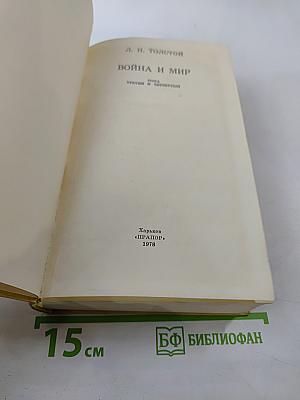 Л. Н. ТОЛСТОЙ
ВОЙНА И МИР
ТОМА
ТРЕТИЙ И ЧЕТВЕРТЫЙ
Харьков
«ПРАПОР»
1978
15 см
БФ БИБЛИОФАН